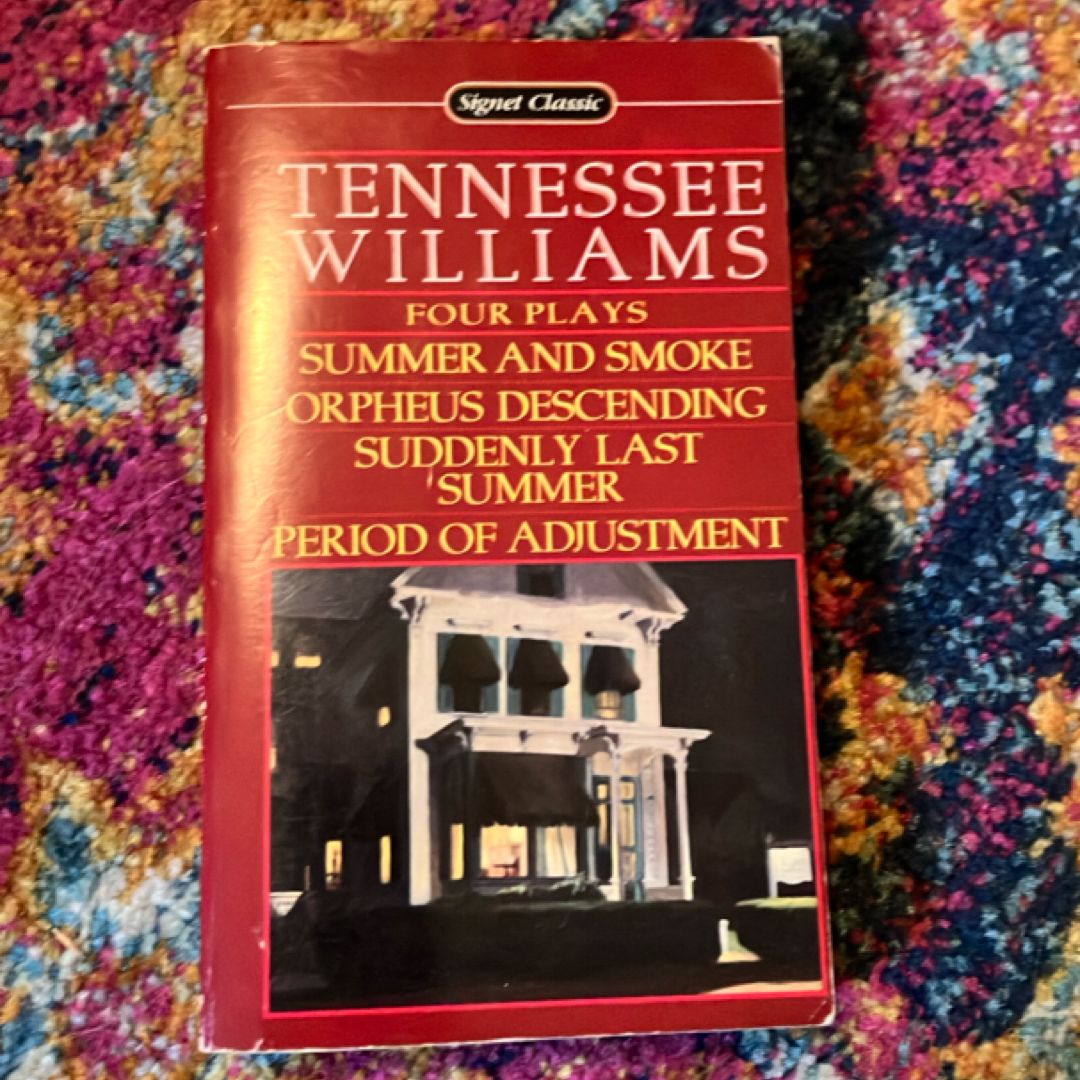 Signet Classic
TENNESSEE
WILLIAMS
FOUR PLAYS
SUMMER AND SMOKE
ORPHEUS DESCENDING
SUDDENLY LAST
SUMMER
PERIOD OF ADJUSTMENT